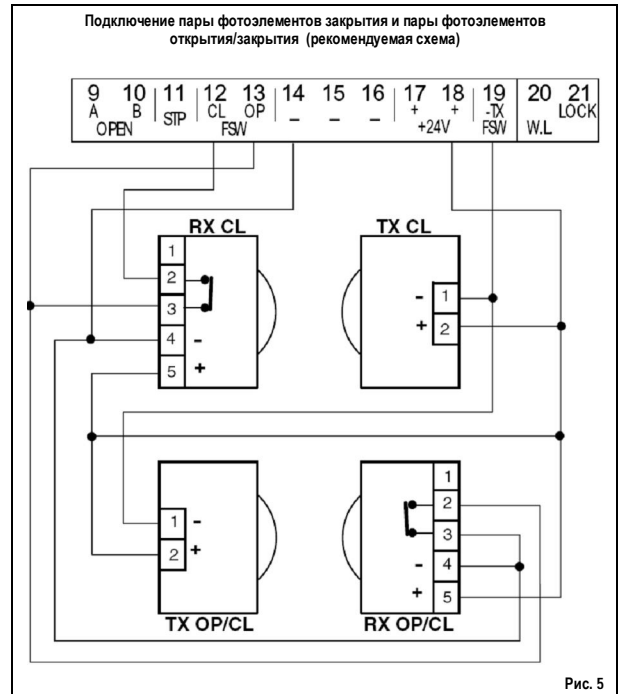 Подключение пары фотоэлементов закрытия и пары фотоэлементов
открытия/закрытия (рекомендуемая схема)
9 10 11 12 13 14 15 16 17 18 19 20 21
A B STP CL OP – – – + + -TX LOCK
OPEN FSW +24V FSW W.L
RX CL TX CL
1
2
3
4 -
5 +
- 1
+ 2
1 -
2 +
1
2
3
- 4
+ 5
TX OP/CL RX OP/CL
Рис. 5